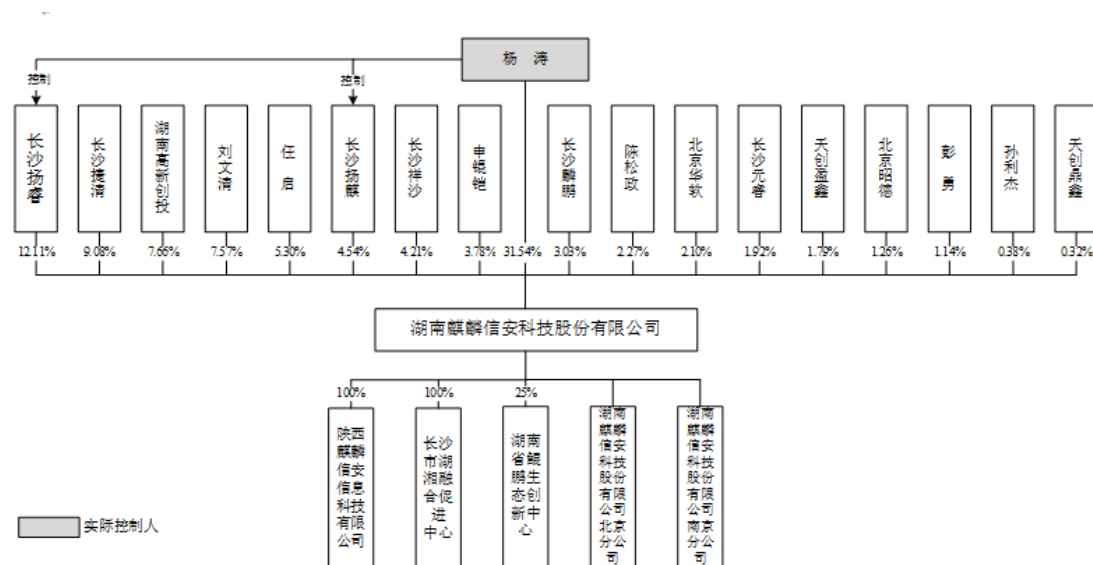 杨 涛
控制
控制
长沙扬睿
长沙捷清
湖南高新创投
刘文清
任启
长沙扬麒
长沙祥沙
申锟铠
长沙麟鹏
陈松政
北京华软
长沙元睿
天创盈鑫
北京昭德
彭勇
孙利杰
天创鼎鑫
12.11%
9.08%
7.66%
7.57%
5.30%
4.54%
4.21%
3.78%
31.54%
3.03%
2.27%
2.10%
1.92%
1.79%
1.26%
1.14%
0.38%
0.32%
湖南麒麟信安科技股份有限公司
100%
100%
25%
陕西
麒麟
信安
信息
科技
有限
公司
长沙
市湖
湘融
合促
进
中心
湖南
省鲲
鹏生
态创
新中
心
湖南
麒麟
信安
科技
股份
有限
公司
北京
分公
司
湖南
麒麟
信安
科技
股份
有限
公司
南京
分公
司
实际控制人